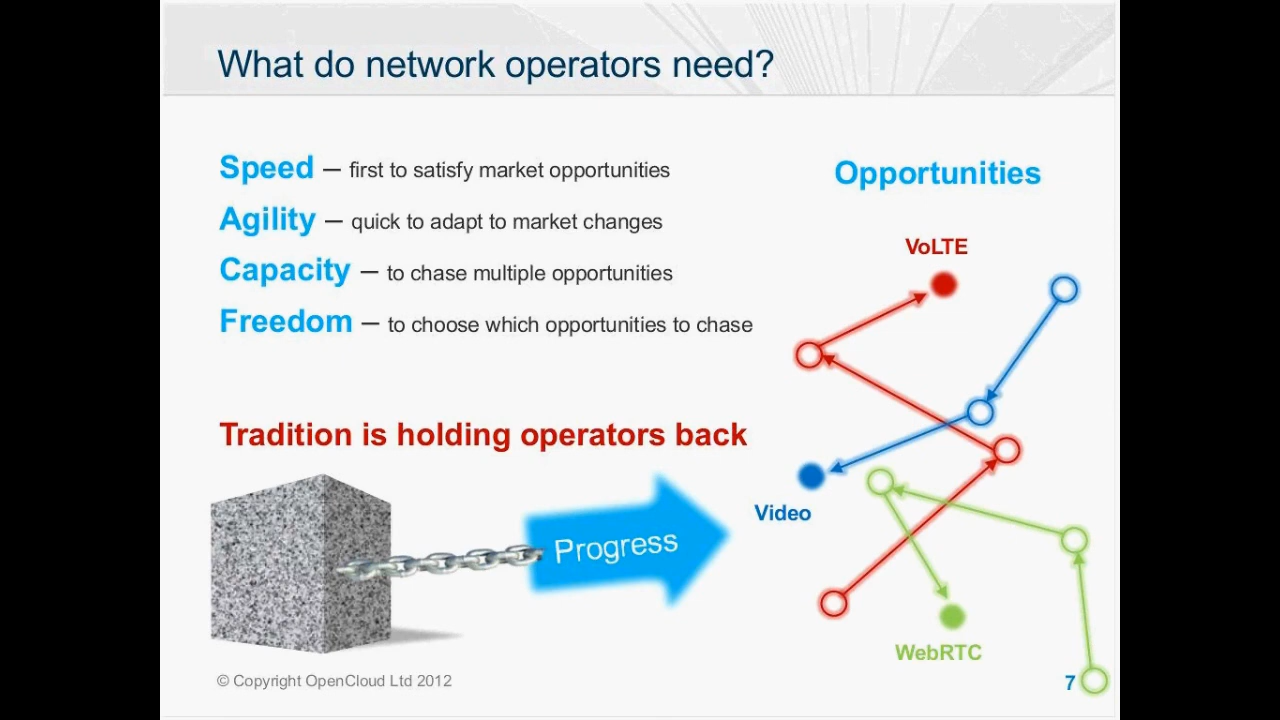 What do network operators need?
Speed – first to satisfy market opportunities
Agility – quick to adapt to market changes
Capacity – to chase multiple opportunities
Freedom – to choose which opportunities to chase
Opportunities
VoLTE
Video
WebRTC
Tradition is holding operators back
Progress
© Copyright OpenCloud Ltd 2012
7